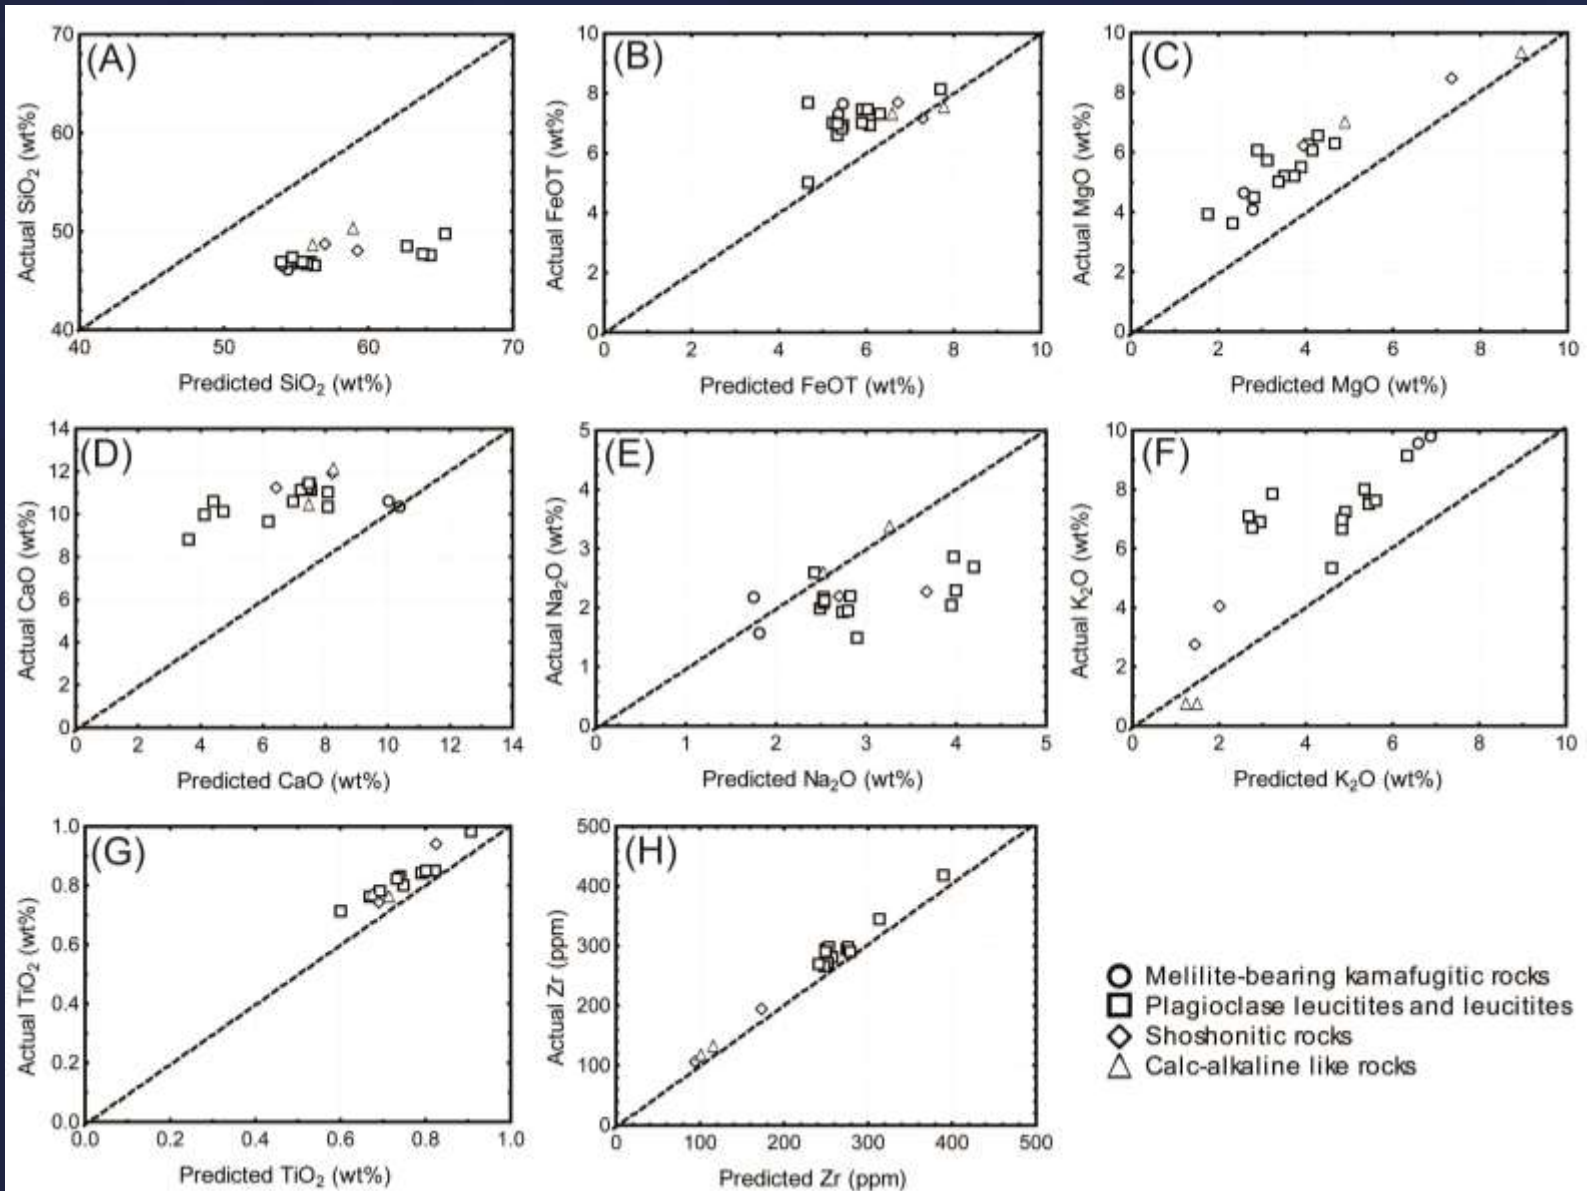 (A)
Actual SiO₂ (wt%)
70
60
50
40
40 50 60 70
Predicted SiO₂ (wt%)
(B)
Actual FeOT (wt%)
10
8
6
4
2
0
0 2 4 6 8 10
Predicted FeOT (wt%)
(C)
Actual MgO (wt%)
10
8
6
4
2
0
0 2 4 6 8 10
Predicted MgO (wt%)
(D)
Actual CaO (wt%)
14
12
10
8
6
4
2
0
0 2 4 6 8 10 12 14
Predicted CaO (wt%)
(E)
Actual Na₂O (wt%)
5
4
3
2
1
0
0 1 2 3 4 5
Predicted Na₂O (wt%)
(F)
Actual K₂O (wt%)
10
8
6
4
2
0
0 2 4 6 8 10
Predicted K₂O (wt%)
(G)
Actual TiO₂ (wt%)
1.0
0.8
0.6
0.4
0.2
0.0
0.0 0.2 0.4 0.6 0.8 1.0
Predicted TiO₂ (wt%)
(H)
Actual Zr (ppm)
500
400
300
200
100
0
0 100 200 300 400 500
Predicted Zr (ppm)
Melilite-bearing kamafugitic rocks
Plagioclase leucitites and leucitites
Shoshonitic rocks
Calc-alkaline like rocks